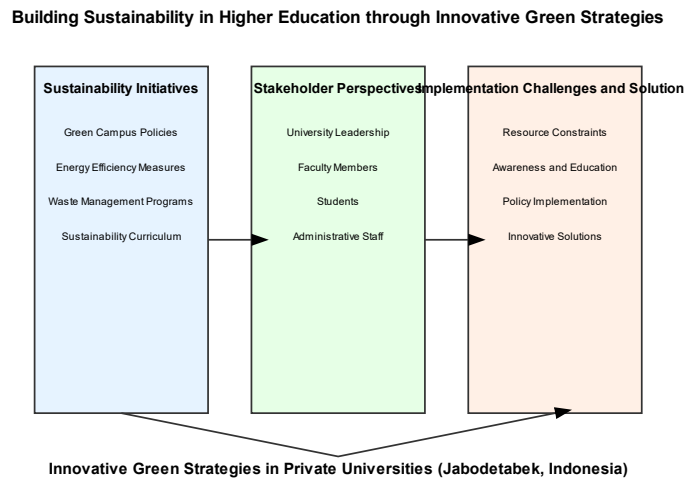 Building Sustainability in Higher Education through Innovative Green Strategies
Sustainability Initiatives
Green Campus Policies
Energy Efficiency Measures
Waste Management Programs
Sustainability Curriculum
Stakeholder Perspectives
University Leadership
Faculty Members
Students
Administrative Staff
Implementation Challenges and Solution
Resource Constraints
Awareness and Education
Policy Implementation
Innovative Solutions
Innovative Green Strategies in Private Universities (Jabodetabek, Indonesia)